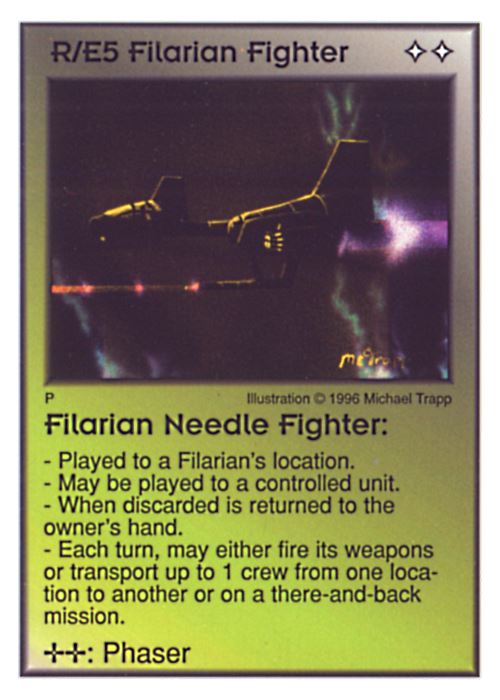 R/E5 Filarian Fighter ✧✧
P Illustration © 1996 Michael Trapp
Filarian Needle Fighter:
- Played to a Filarian's location.
- May be played to a controlled unit.
- When discarded is returned to the
owner's hand.
- Each turn, may either fire its weapons
or transport up to 1 crew from one loca-
tion to another or on a there-and-back
mission.
✢✢: Phaser